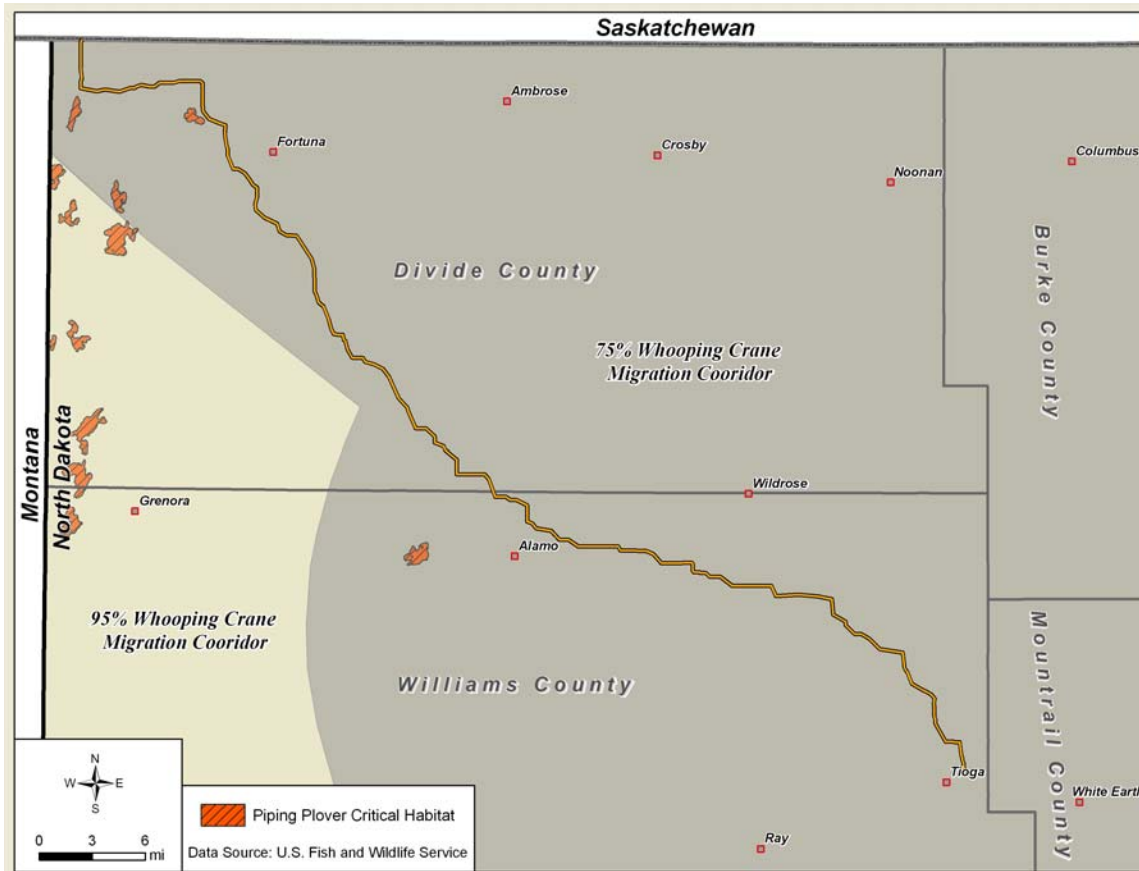 Saskatchewan
Ambrose
Fortuna
Crosby
Columbus
Noonan
Divide County
Burke County
75% Whooping Crane
Migration Cooridor
Montana
North Dakota
Grenora
Wildrose
Alamo
95% Whooping Crane
Migration Cooridor
Williams County
Mountrail County
Tioga
White Earth
Ray
N
W E
S
0 3 6
mi
Piping Plover Critical Habitat
Data Source: U.S. Fish and Wildlife Service